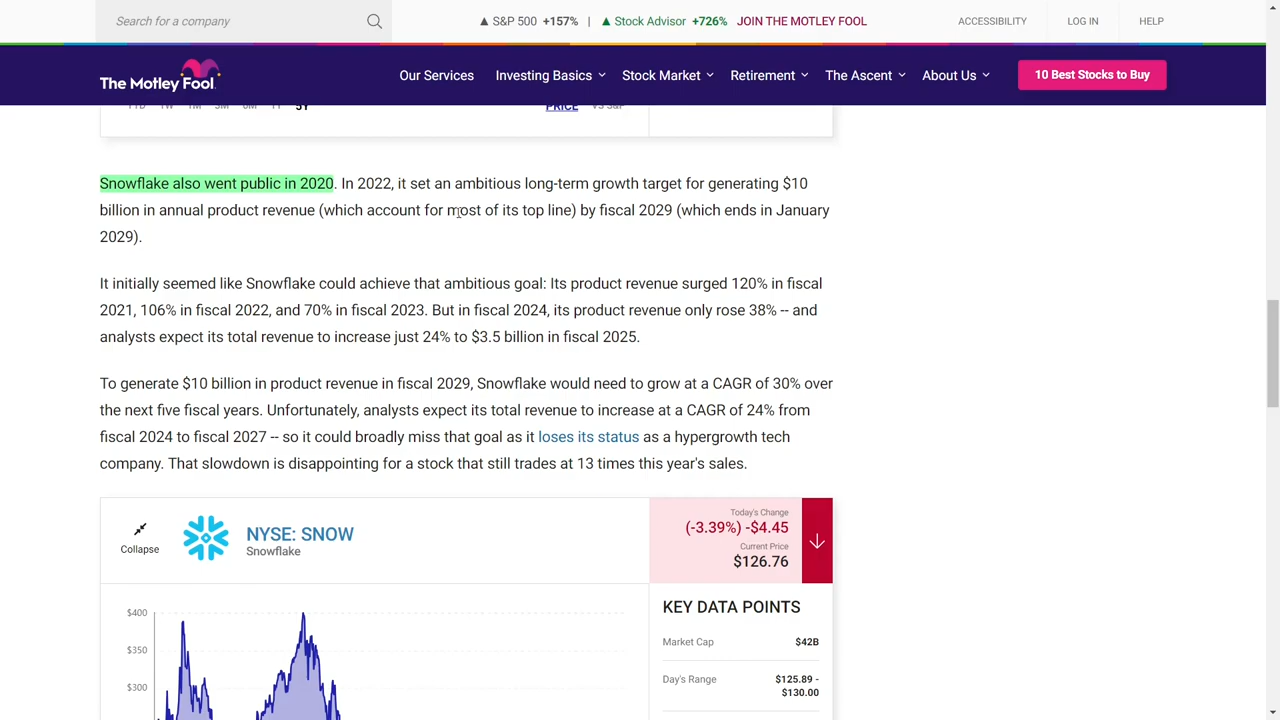 Search for a company
▲ S&P 500 +157% | ▲ Stock Advisor +726% JOIN THE MOTLEY FOOL
ACCESSIBILITY LOG IN HELP
The Motley Fool
Our Services Investing Basics Stock Market Retirement The Ascent About Us 10 Best Stocks to Buy
YTD 1W 1M 3M 6M 1Y 5Y PRICE VS S&P
Snowflake also went public in 2020. In 2022, it set an ambitious long-term growth target for generating $10
billion in annual product revenue (which account for most of its top line) by fiscal 2029 (which ends in January
2029).
It initially seemed like Snowflake could achieve that ambitious goal: Its product revenue surged 120% in fiscal
2021, 106% in fiscal 2022, and 70% in fiscal 2023. But in fiscal 2024, its product revenue only rose 38% -- and
analysts expect its total revenue to increase just 24% to $3.5 billion in fiscal 2025.
To generate $10 billion in product revenue in fiscal 2029, Snowflake would need to grow at a CAGR of 30% over
the next five fiscal years. Unfortunately, analysts expect its total revenue to increase at a CAGR of 24% from
fiscal 2024 to fiscal 2027 -- so it could broadly miss that goal as it loses its status as a hypergrowth tech
company. That slowdown is disappointing for a stock that still trades at 13 times this year's sales.
Collapse
NYSE: SNOW
Snowflake
Today's Change
(-3.39%) -$4.45
Current Price
$126.76
$400
$350
$300
KEY DATA POINTS
Market Cap $42B
Day's Range $125.89 -
$130.00